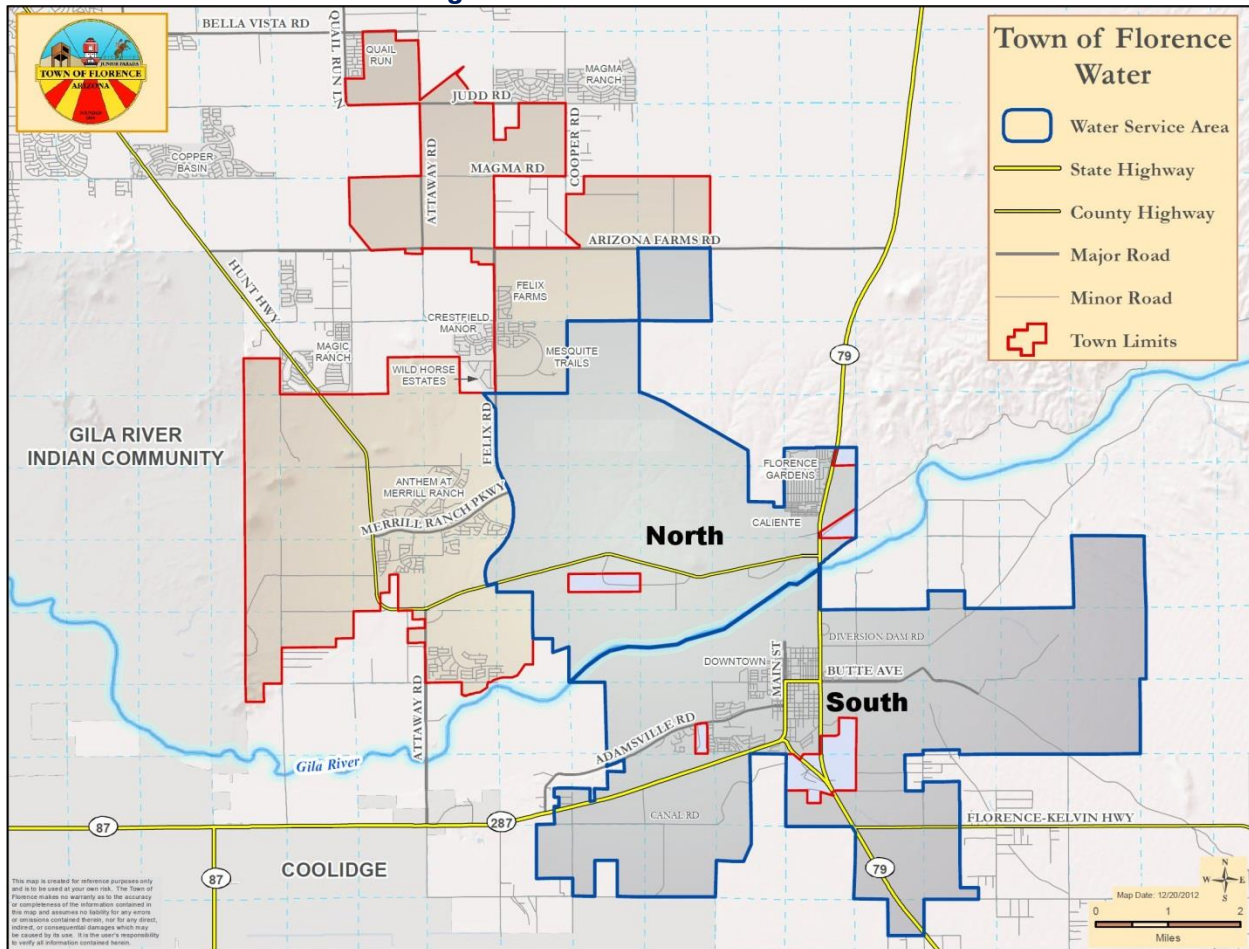 BELLA VISTA RD
QUAIL RUN LN
QUAIL
RUN
JUNIOR PARADA
TOWN OF FLORENCE
ARIZONA
MAGMA
RANCH
JUDD RD
COPPER
BASIN
ATTAWAY RD
MAGMA RD
COOPER RD
ARIZONA FARMS RD
HUNT HWY
FELIX
FARMS
CRESTFIELD
MANOR
MAGIC
RANCH
MESQUITE
TRAILS
WILD HORSE
ESTATES
79
GILA RIVER
INDIAN COMMUNITY
FELIX RD
ANTHEM AT
MERRILL RANCH
MERRILL RANCH PKWY
FLORENCE
GARDENS
CALIENTE
North
DIVERSION DAM RD
DOWNTOWN
MAIN ST
BUTTE AVE
South
ATTAWAY RD
ADAMSVILLE RD
Gila River
87
287
CANAL RD
FLORENCE-KELVIN HWY
87
COOLIDGE
79
Town of Florence
Water
Water Service Area
State Highway
County Highway
Major Road
Minor Road
Town Limits
This map is created for reference purposes only
and is to be used at your own risk. The Town of
Florence makes no warranty as to the accuracy
or completeness of the information contained in
this map and assumes no liability for any errors
or omissions contained therein, nor for any direct,
indirect, or consequential damages which may
be caused by its use. It is the user's responsibility
to verify all information contained herein.
N
W E
S
Map Date: 12/20/2012
0 1 2
Miles